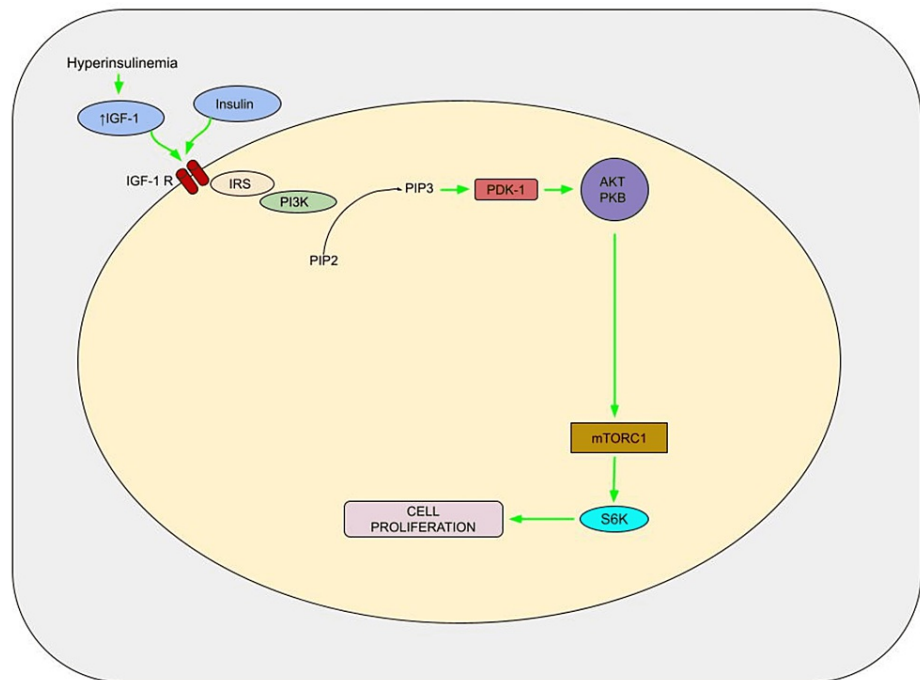 Hyperinsulinemia
↑IGF-1
Insulin
IGF-1 R
IRS
PI3K
PIP2
PIP3
PDK-1
AKT
PKB
mTORC1
S6K
CELL
PROLIFERATION